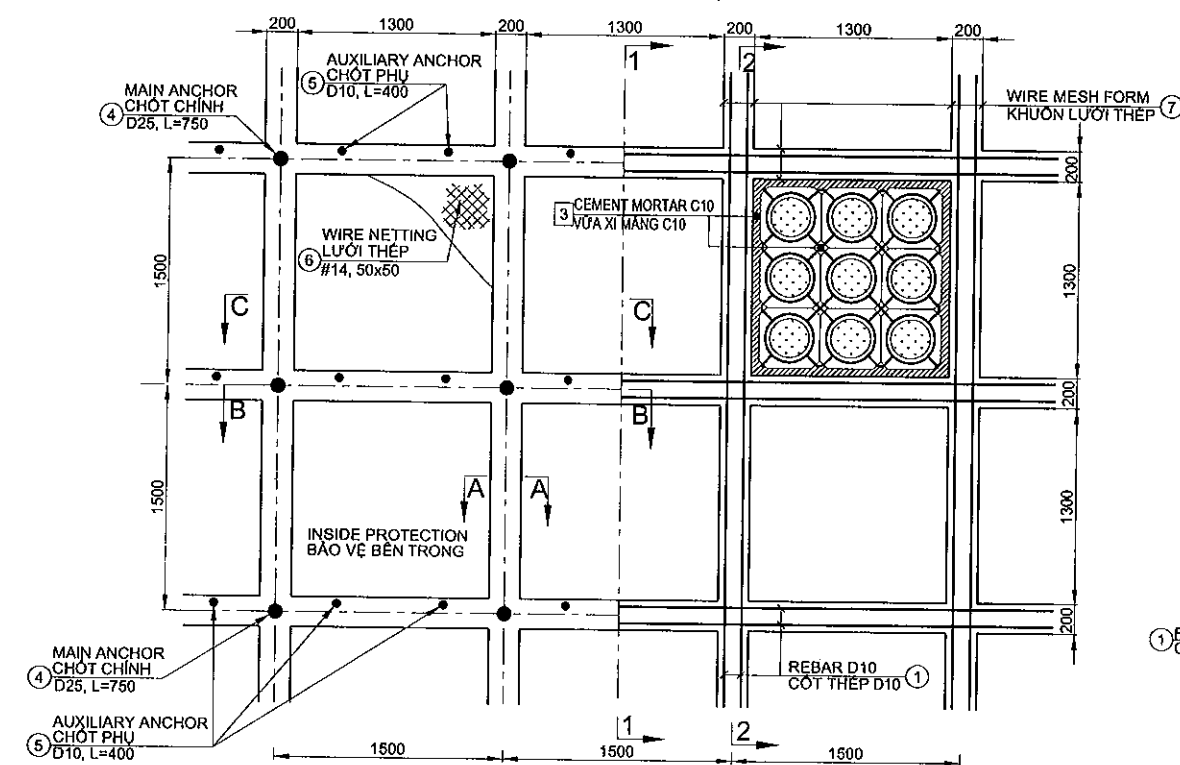 200
1300
200
1300
200
1300
200
1
2
AUXILIARY ANCHOR
CHỐT PHỤ
5
D10, L=400
MAIN ANCHOR
CHỐT CHÍNH
4
D25, L=750
WIRE MESH FORM
KHUÔN LƯỚI THÉP
7
200
3
CEMENT MORTAR C10
VỮA XI MĂNG C10
WIRE NETTING
LƯỚI THÉP
6
#14, 50x50
1500
1300
C
C
200
B
B
1500
A
A
1300
INSIDE PROTECTION
BẢO VỆ BÊN TRONG
200
MAIN ANCHOR
CHỐT CHÍNH
4
D25, L=750
REBAR D10
CỐT THÉP D10
1
1
AUXILIARY ANCHOR
CHỐT PHỤ
5
D10, L=400
1
2
1500
1500
1500